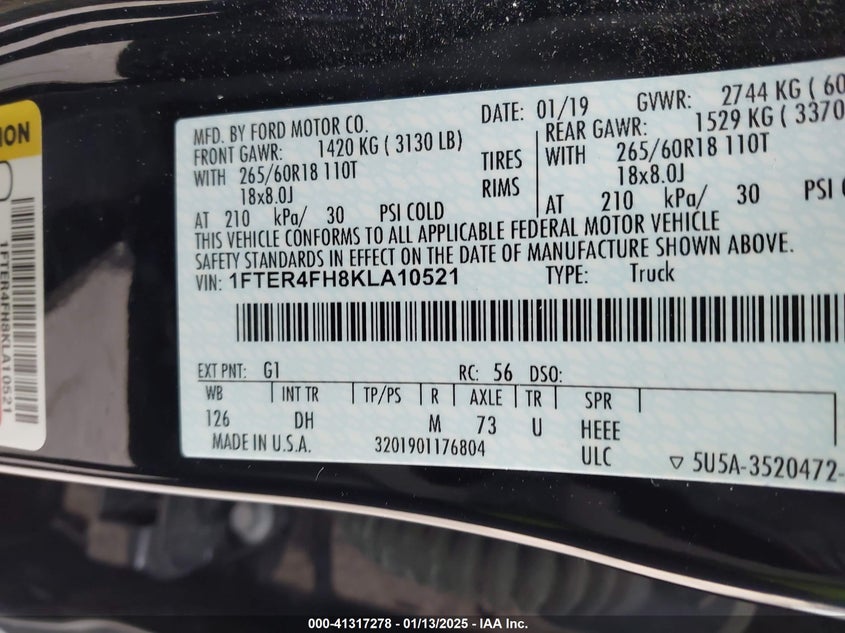 ION
1FTER4FH8KLA10521
MFD. BY FORD MOTOR CO.
DATE: 01/19 GVWR: 2744 KG ( 60
FRONT GAWR: 1420 KG ( 3130 LB)
REAR GAWR: 1529 KG ( 3370
WITH 265/60R18 110T TIRES WITH 265/60R18 110T
18x8.0J RIMS 18x8.0J
AT 210 kPa/ 30 PSI COLD AT 210 kPa/ 30 PSI
THIS VEHICLE CONFORMS TO ALL APPLICABLE FEDERAL MOTOR VEHICLE
SAFETY STANDARDS IN EFFECT ON THE DATE OF MANUFACTURE SHOWN ABOVE.
VIN: 1FTER4FH8KLA10521 TYPE: Truck
EXT PNT: G1 RC: 56 DSO:
WB INT TR TP/PS R AXLE TR SPR
126 DH M 73 U HEEE
MADE IN U.S.A. 3201901176804 ULC ▽ 5U5A-3520472-
000-41317278 - 01/13/2025 - IAA Inc.